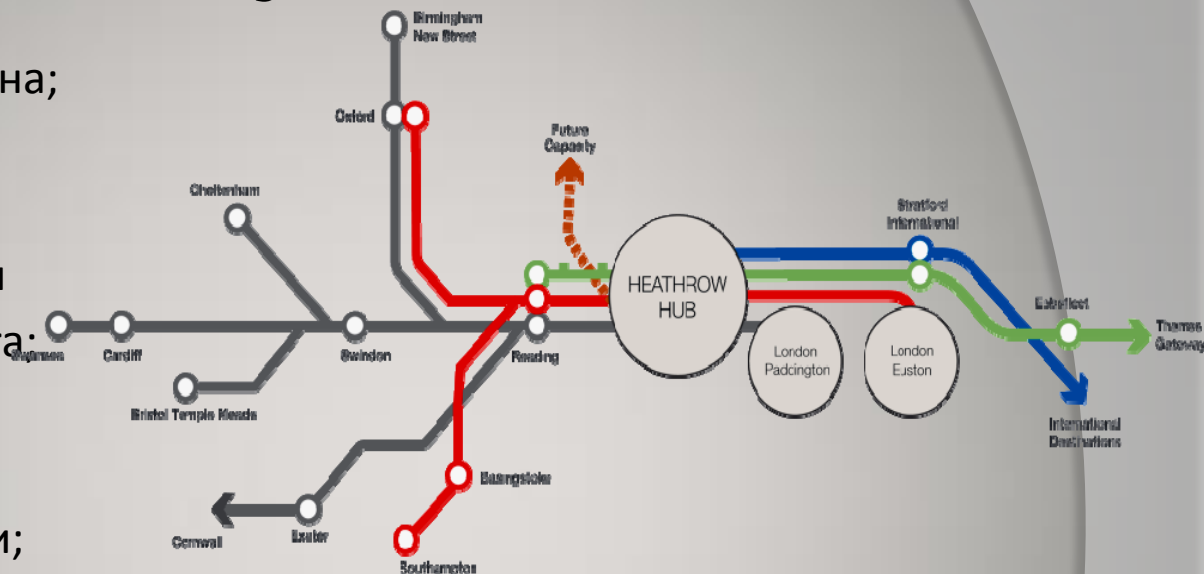 Birmingham
New Street
на;
Oxford
Future
Capacity
Cheltenham
Stratford
International
HEATHROW
HUB
Ebbsfleet
Swansea
Cardiff
Swindon
Reading
Thames
Gateway
London
Paddington
London
Euston
Bristol Temple Meads
International
Destinations
Basingstoke
Cornwall
Exeter
и;
Southampton